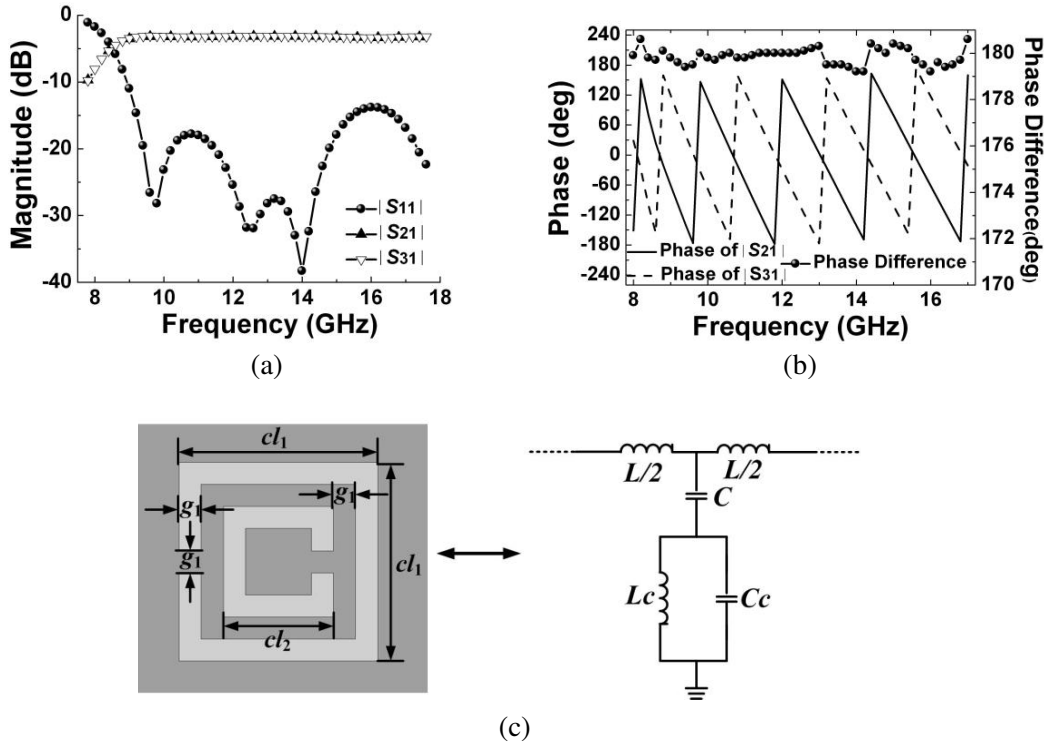 0
-10
-20
-30
-40
8 10 12 14 16 18
Magnitude (dB)
Frequency (GHz)
|S11|
|S21|
|S31|
(a)
240
180
120
60
0
-60
-120
-180
-240
8 10 12 14 16
180
178
176
174
172
170
Phase (deg)
Phase Difference(deg)
Frequency (GHz)
Phase of |S21|
Phase of |S31|
Phase Difference
(b)
cl1
g1
g1
g1
cl1
cl2
L/2
L/2
C
Lc
Cc
(c)